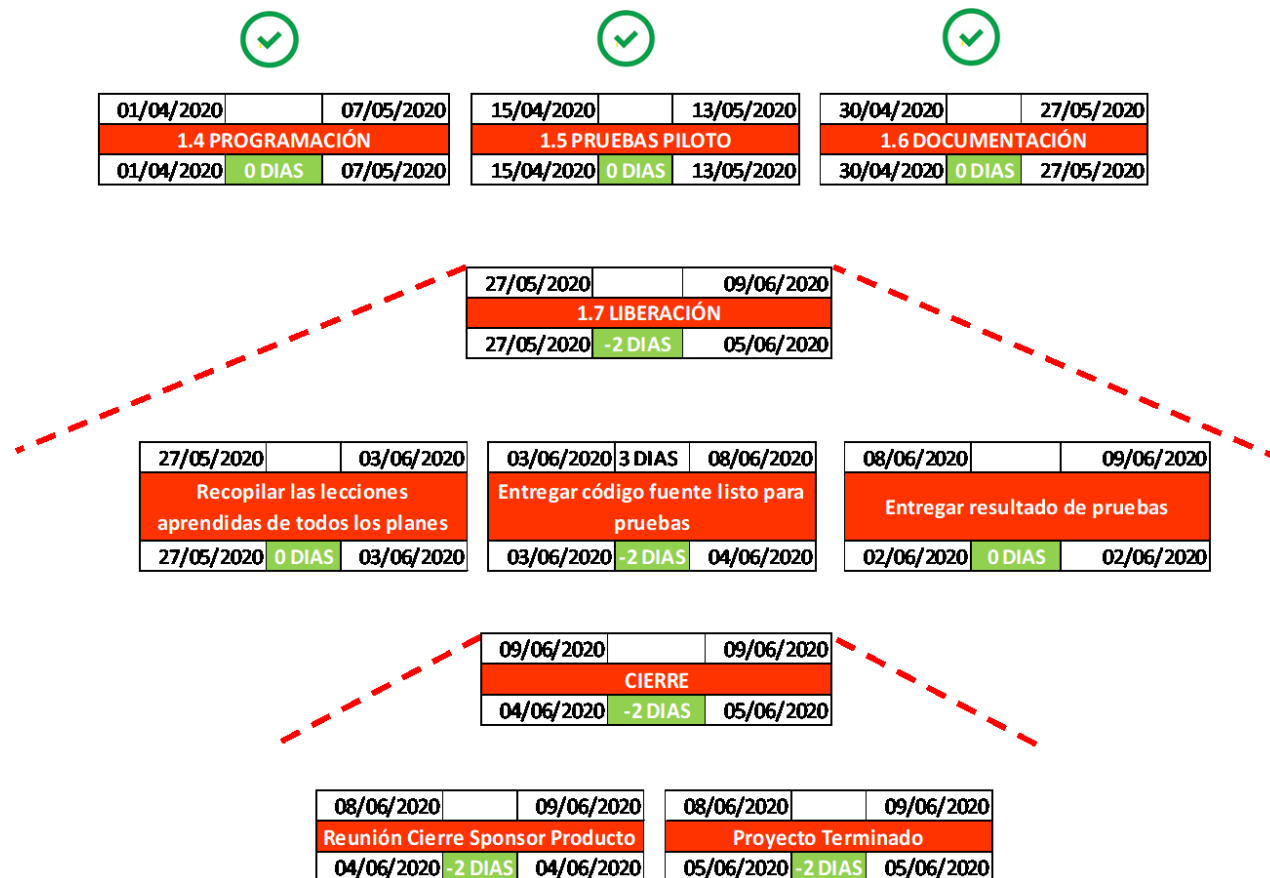 01/04/2020 07/05/2020
1.4 PROGRAMACIÓN
01/04/2020 0 DIAS 07/05/2020
15/04/2020 13/05/2020
1.5 PRUEBAS PILOTO
15/04/2020 0 DIAS 13/05/2020
30/04/2020 27/05/2020
1.6 DOCUMENTACIÓN
30/04/2020 0 DIAS 27/05/2020
27/05/2020 09/06/2020
1.7 LIBERACIÓN
27/05/2020 -2 DIAS 05/06/2020
27/05/2020 03/06/2020
Recopilar las lecciones
aprendidas de todos los planes
27/05/2020 0 DIAS 03/06/2020
03/06/2020 3 DIAS 08/06/2020
Entregar código fuente listo para
pruebas
03/06/2020 -2 DIAS 04/06/2020
08/06/2020 09/06/2020
Entregar resultado de pruebas
02/06/2020 0 DIAS 02/06/2020
09/06/2020 09/06/2020
CIERRE
04/06/2020 -2 DIAS 05/06/2020
08/06/2020 09/06/2020
Reunión Cierre Sponsor Producto
04/06/2020 -2 DIAS 04/06/2020
08/06/2020 09/06/2020
Proyecto Terminado
05/06/2020 -2 DIAS 05/06/2020